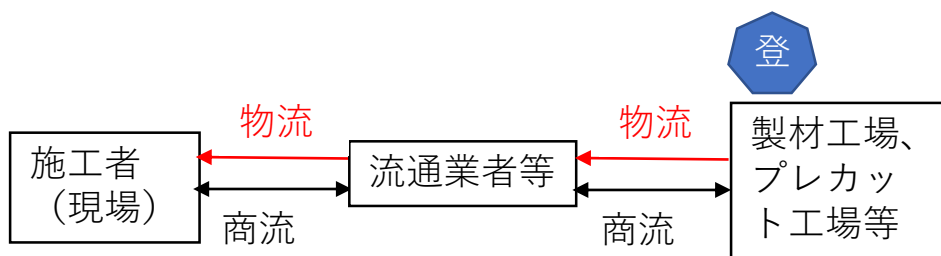 登
物流
物流
施工者
（現場）
流通業者等
製材工場、
プレカッ
ト工場等
商流
商流